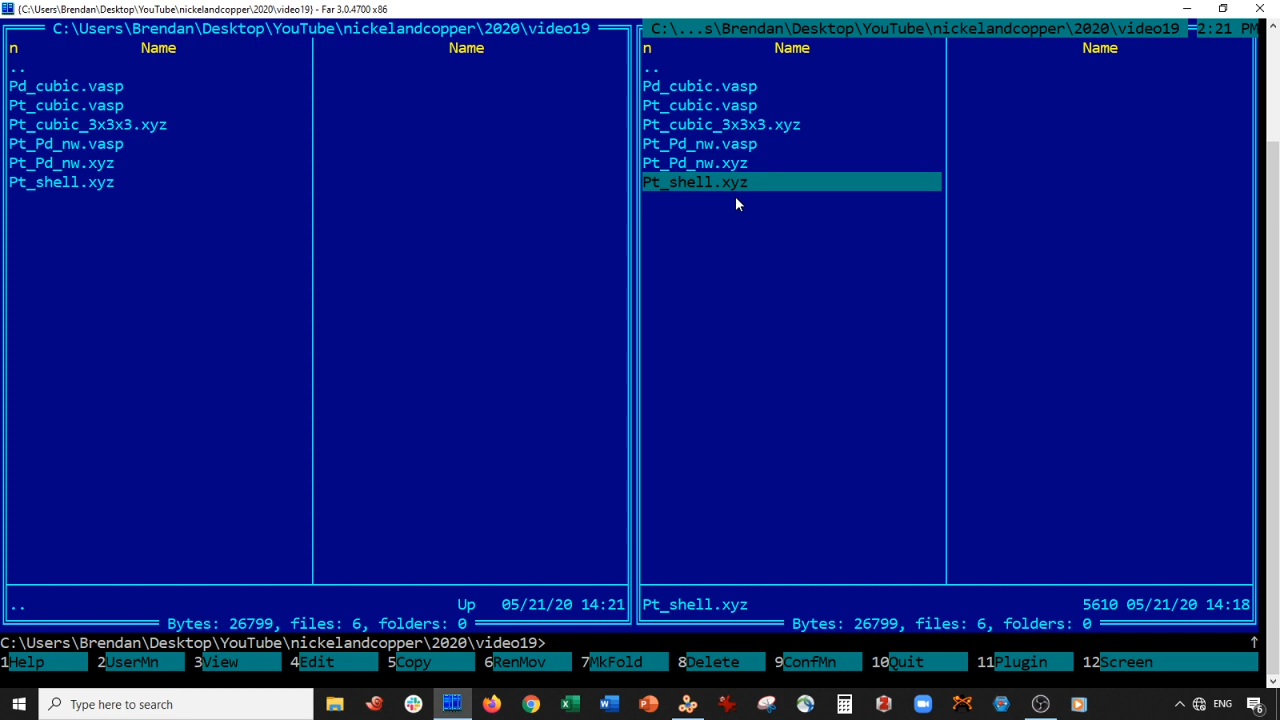 {C:\Users\Brendan\Desktop\YouTube\nickelandcopper\2020\video19} - Far 3.0.4700 x86
C:\Users\Brendan\Desktop\YouTube\nickelandcopper\2020\video19
n Name Name
..
Pd_cubic.vasp
Pt_cubic.vasp
Pt_cubic_3x3x3.xyz
Pt_Pd_nw.vasp
Pt_Pd_nw.xyz
Pt_shell.xyz
.. Up 05/21/20 14:21
Bytes: 26799, files: 6, folders: 0
C:\...s\Brendan\Desktop\YouTube\nickelandcopper\2020\video19 2:21 PM
n Name Name
..
Pd_cubic.vasp
Pt_cubic.vasp
Pt_cubic_3x3x3.xyz
Pt_Pd_nw.vasp
Pt_Pd_nw.xyz
Pt_shell.xyz
Pt_shell.xyz 5610 05/21/20 14:18
Bytes: 26799, files: 6, folders: 0
C:\Users\Brendan\Desktop\YouTube\nickelandcopper\2020\video19>
1Help 2UserMn 3View 4Edit 5Copy 6RenMov 7MkFold 8Delete 9ConfMn 10Quit 11Plugin 12Screen
Type here to search
ENG
6